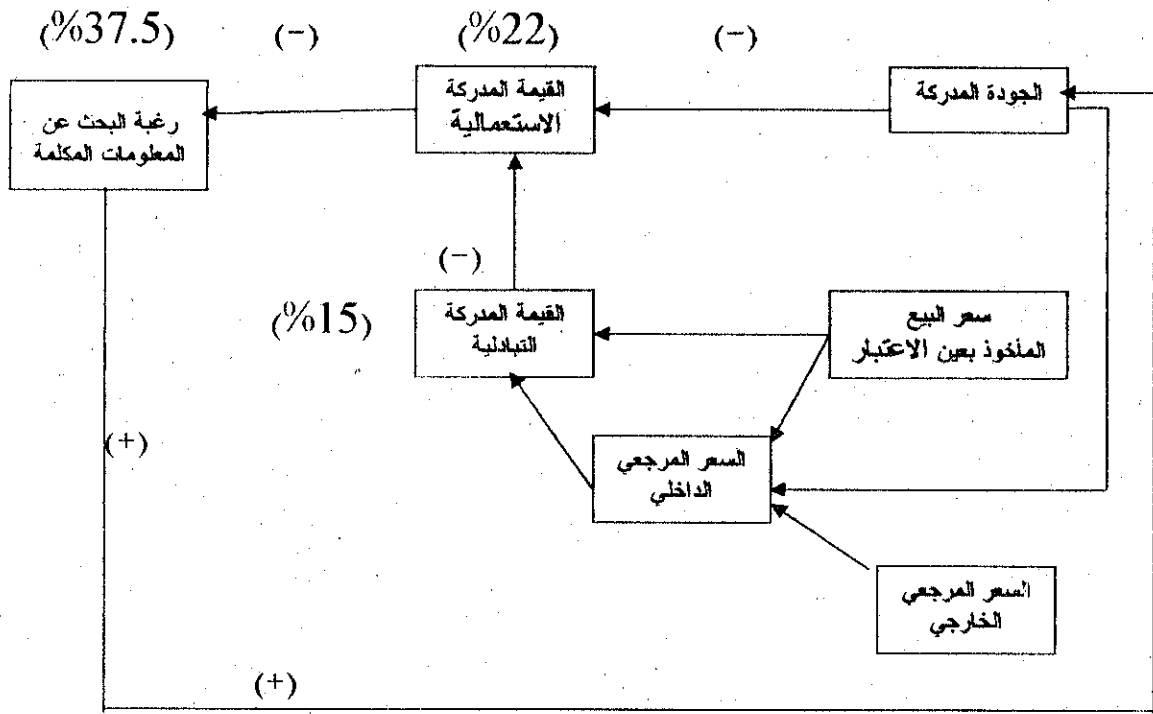 (%37.5) (-) (%22) (-)
الجودة المدركة
القيمة المدركة
الاستعمالية
رغبة البحث عن
المعلومات المكلمة
(-)
سعر البيع
المأخوذ بعين الاعتبار
القيمة المدركة
التبادلية
(%15)
(+)
السعر المرجعي
الداخلي
السعر المرجعي
الخارجي
(+)